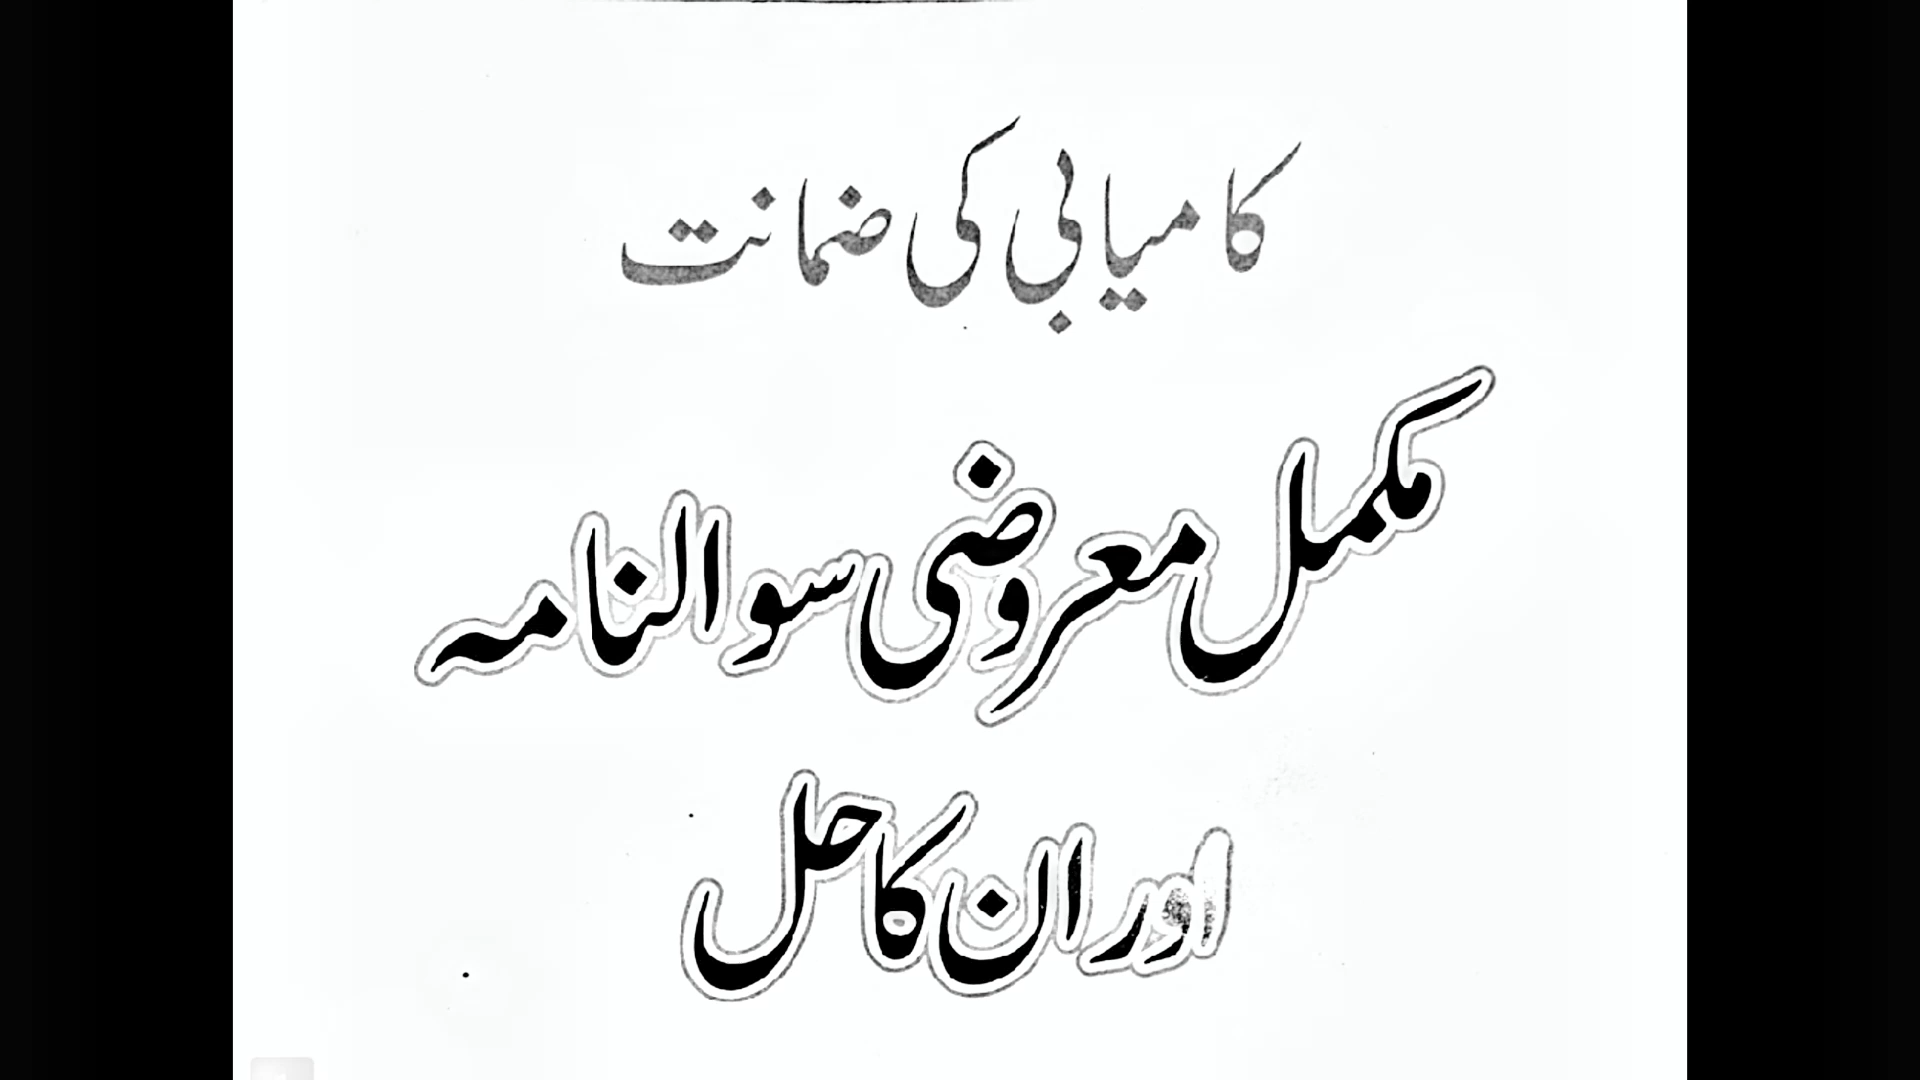 کامیابی کی ضمانت
مکمل معروضی سوالنامہ
اور ان کا حل